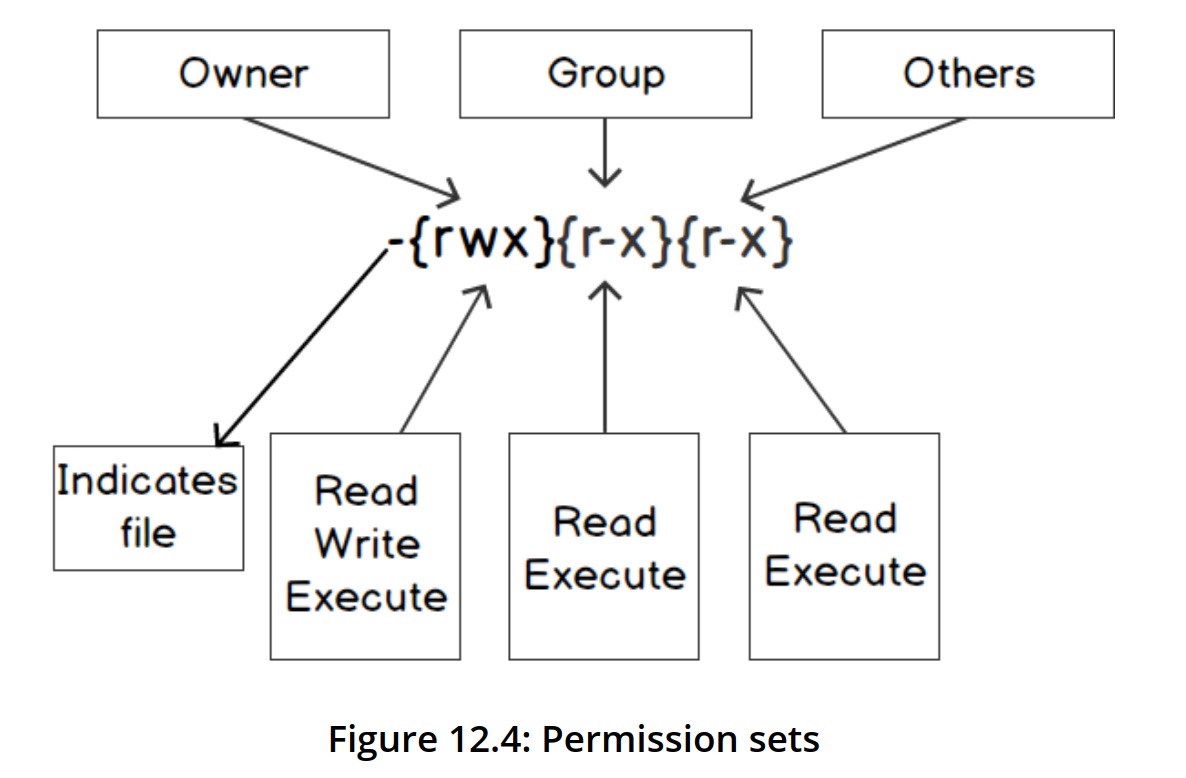 Owner
Group
Others
-{rwx}{r-x}{r-x}
Indicates
file
Read
Write
Execute
Read
Execute
Read
Execute
Figure 12.4: Permission sets